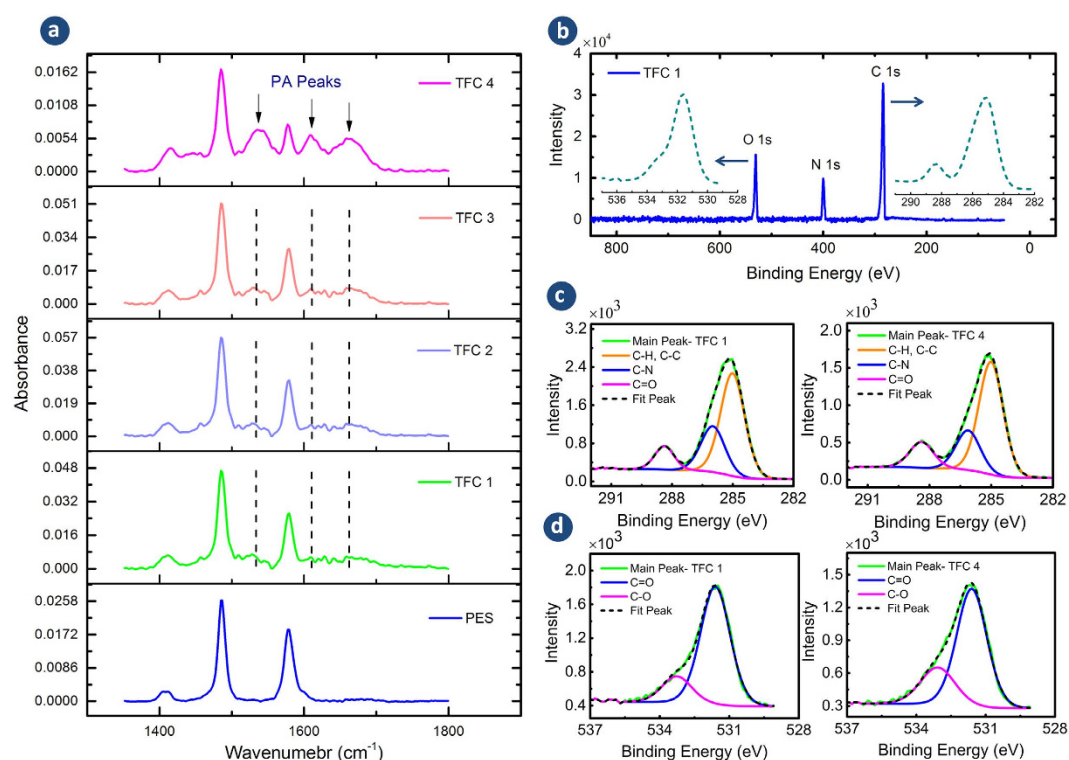 a
Absorbance
0.0162
0.0108
0.0054
0.0000
PA Peaks
TFC 4
0.051
0.034
0.017
0.000
TFC 3
0.057
0.038
0.019
0.000
TFC 2
0.048
0.032
0.016
0.000
TFC 1
0.0258
0.0172
0.0086
0.0000
PES
1400 1600 1800
Wavenumebr (cm⁻¹)
b
×10⁴
4
3
2
1
0
Intensity
TFC 1
C 1s
O 1s
N 1s
536 534 532 530 528
290 288 286 284 282
800 600 400 200 0
Binding Energy (eV)
c
×10³
3.2
2.4
1.6
0.8
0.0
Intensity
Main Peak- TFC 1
C-H, C-C
C-N
C=O
Fit Peak
291 288 285 282
Binding Energy (eV)
×10³
2.0
1.5
1.0
0.5
0.0
Intensity
Main Peak- TFC 4
C-H, C-C
C-N
C=O
Fit Peak
291 288 285 282
Binding Energy (eV)
d
×10³
2.0
1.6
1.2
0.8
0.4
Intensity
Main Peak- TFC 1
C=O
C-O
Fit Peak
537 534 531 528
Binding Energy (eV)
×10³
1.5
1.2
0.9
0.6
0.3
Intensity
Main Peak- TFC 4
C=O
C-O
Fit Peak
537 534 531 528
Binding Energy (eV)